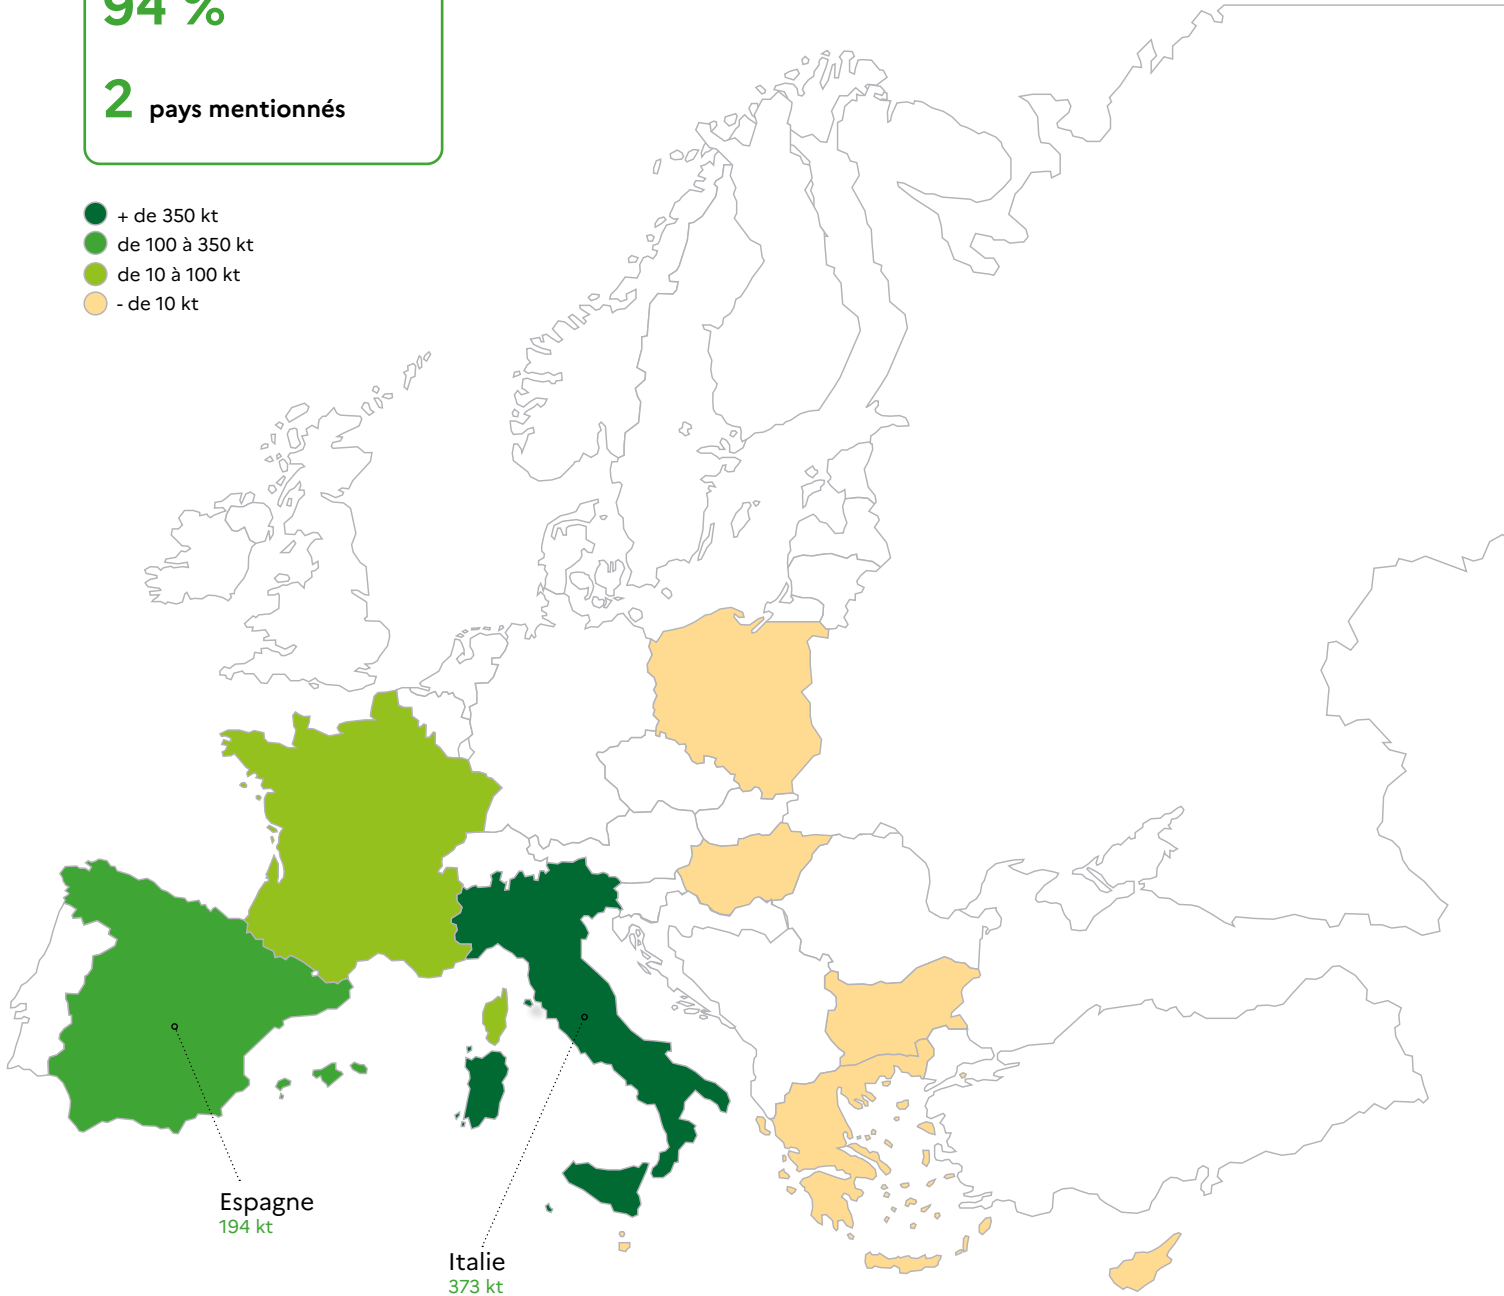 94 %
2 pays mentionnés
+ de 350 kt
de 100 à 350 kt
de 10 à 100 kt
- de 10 kt
Espagne
194 kt
Italie
373 kt